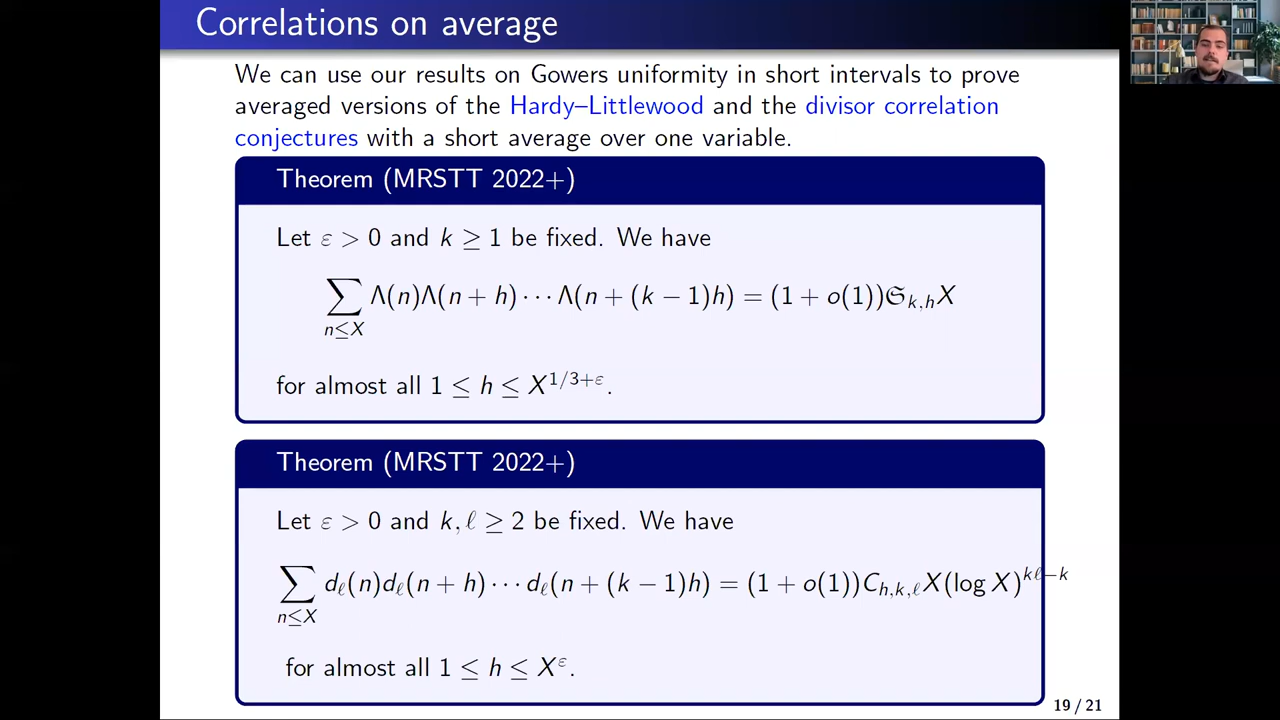 Correlations on average
We can use our results on Gowers uniformity in short intervals to prove
averaged versions of the Hardy–Littlewood and the divisor correlation
conjectures with a short average over one variable.
Theorem (MRSTT 2022+)
Let ε > 0 and k ≥ 1 be fixed. We have
∑_{n≤X} Λ(n)Λ(n + h) ⋯ Λ(n + (k − 1)h) = (1 + o(1))𝔖_{k,h}X
for almost all 1 ≤ h ≤ X^{1/3+ε}.
Theorem (MRSTT 2022+)
Let ε > 0 and k, ℓ ≥ 2 be fixed. We have
∑_{n≤X} d_ℓ(n)d_ℓ(n + h) ⋯ d_ℓ(n + (k − 1)h) = (1 + o(1))C_{h,k,ℓ}X(log X)^{kℓ−k}
for almost all 1 ≤ h ≤ X^ε.
19 / 21